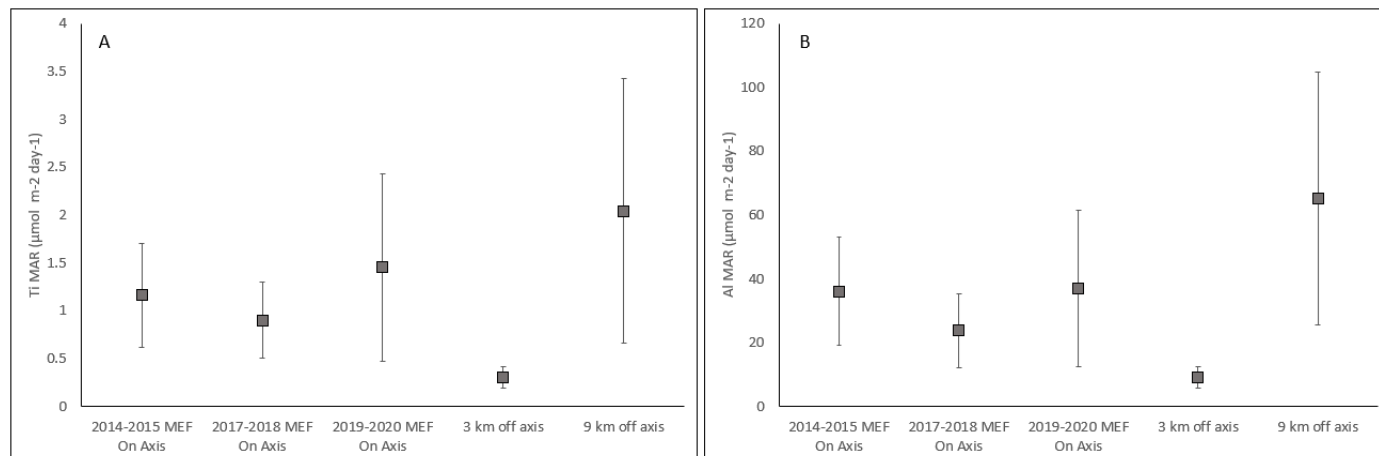 A
Ti MAR (μmol m-2 day-1)
4
3.5
3
2.5
2
1.5
1
0.5
0
2014-2015 MEF
On Axis
2017-2018 MEF
On Axis
2019-2020 MEF
On Axis
3 km off axis
9 km off axis
B
Al MAR (μmol m-2 day-1)
120
100
80
60
40
20
0
2014-2015 MEF
On Axis
2017-2018 MEF
On Axis
2019-2020 MEF
On Axis
3 km off axis
9 km off axis